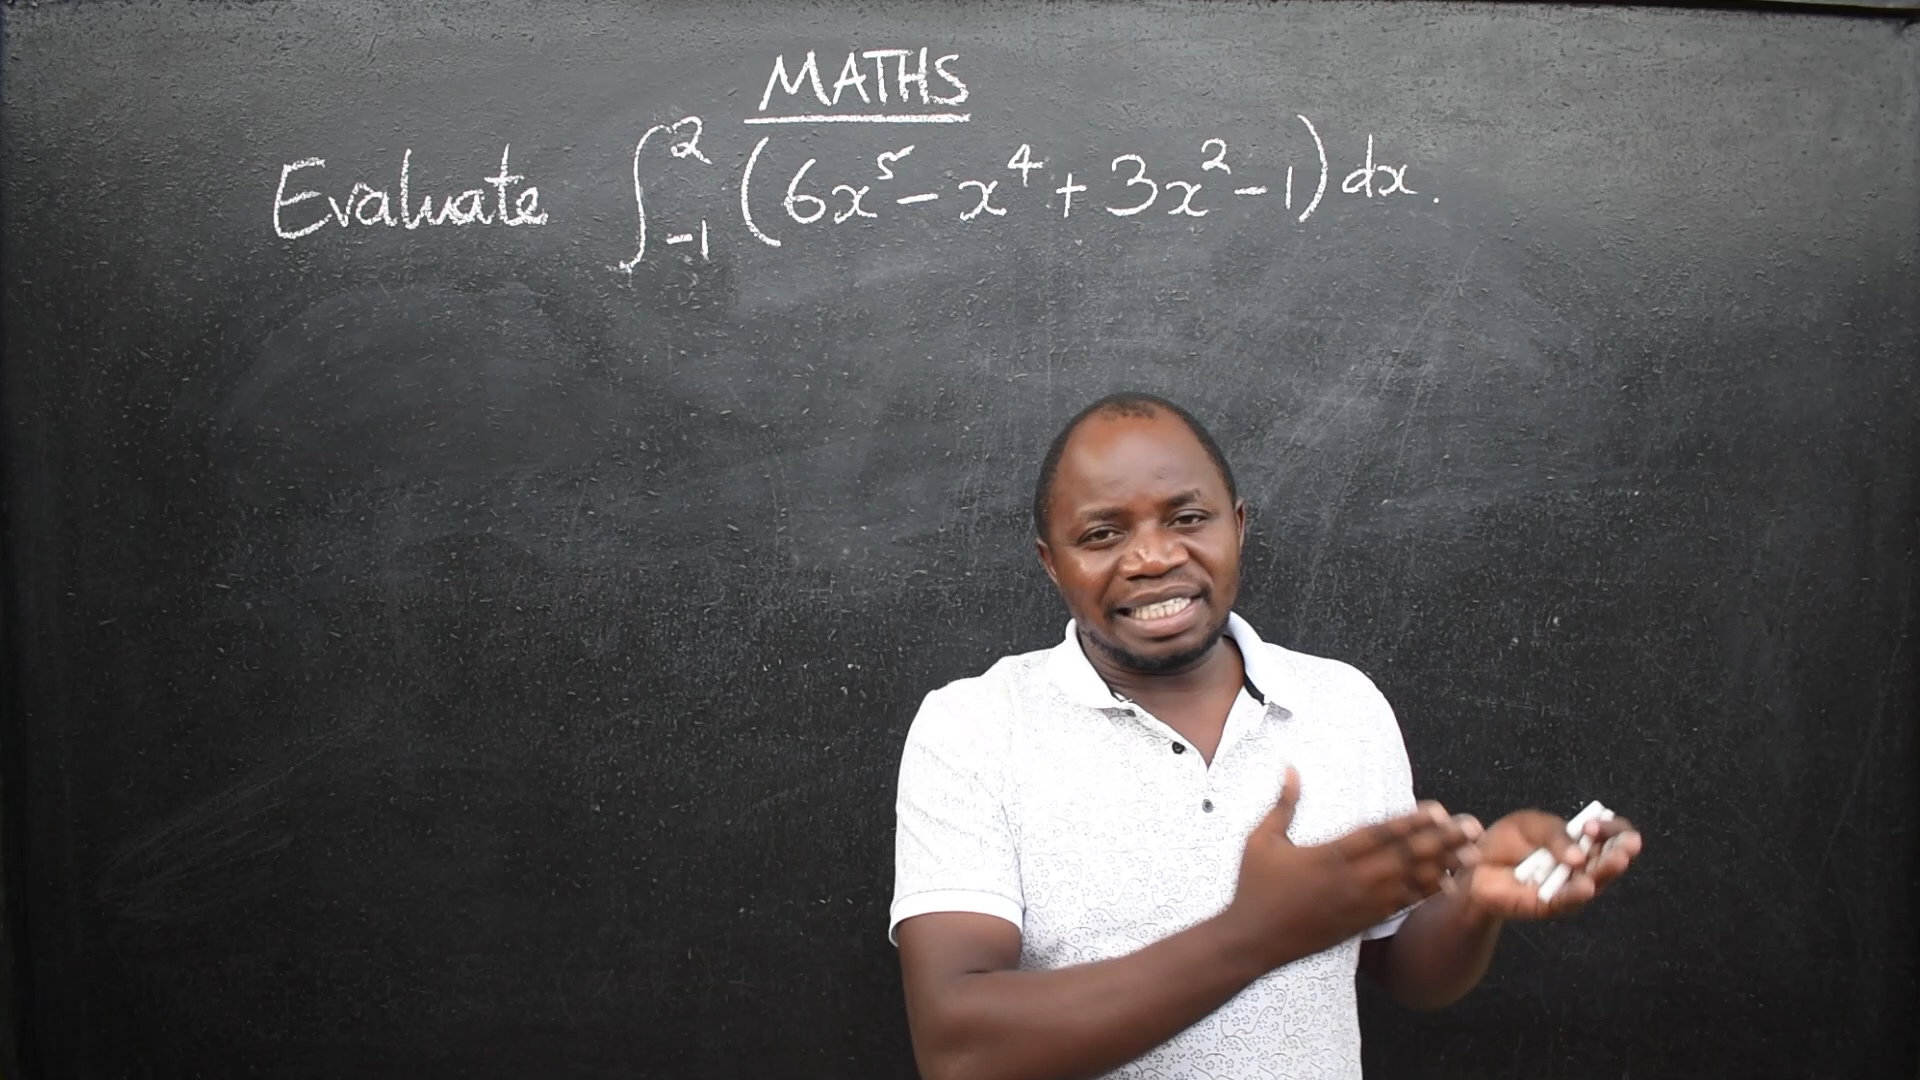 MATHS
Evaluate ∫₋₁² (6x⁵ - x⁴ + 3x² - 1) dx.